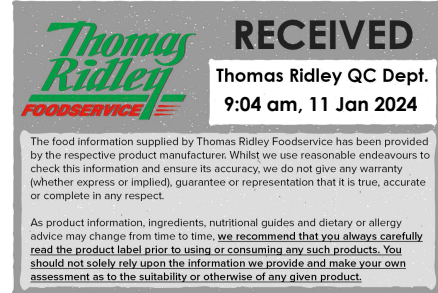 Thomas
Ridley
FOODSERVICE
RECEIVED
Thomas Ridley QC Dept.
9:04 am, 11 Jan 2024
The food information supplied by Thomas Ridley Foodservice has been provided
by the respective product manufacturer. Whilst we use reasonable endeavours to
check this information and ensure its accuracy, we do not give any warranty
(whether express or implied), guarantee or representation that it is true, accurate
or complete in any respect.
As product information, ingredients, nutritional guides and dietary or allergy
advice may change from time to time, we recommend that you always carefully
read the product label prior to using or consuming any such products. You
should not solely rely upon the information we provide and make your own
assessment as to the suitability or otherwise of any given product.